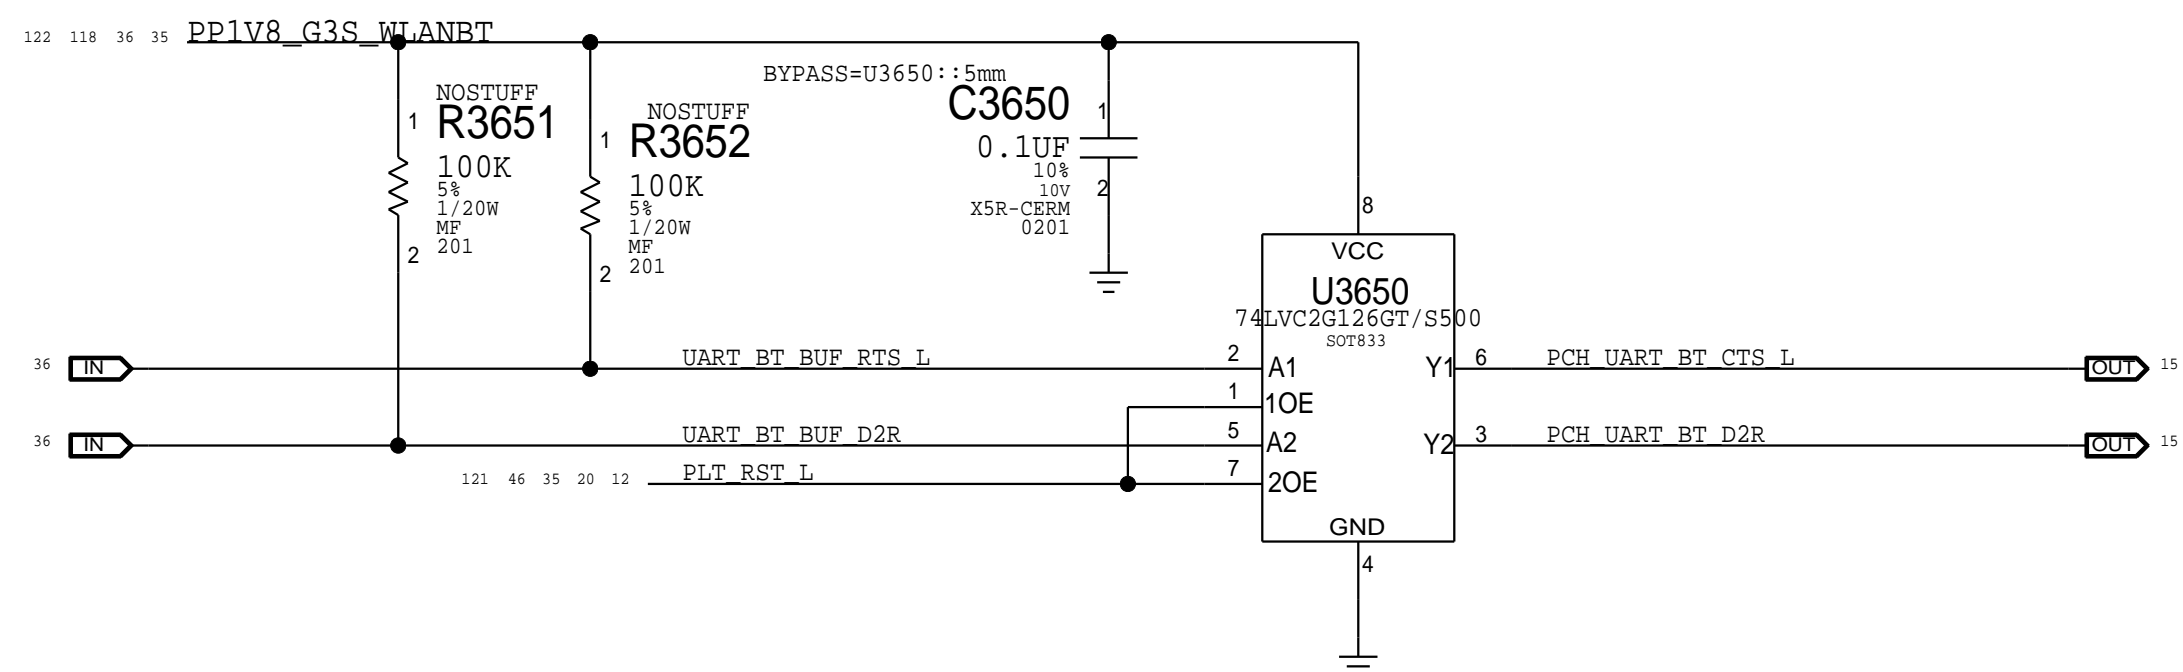 122 118 36 35 PP1V8_G3S_WLANBT
BYPASS=U3650::5mm
NOSTUFF
1 R3651
100K
5%
1/20W
MF
2 201
NOSTUFF
1 R3652
100K
5%
1/20W
MF
2 201
C3650 1
0.1UF
10%
10V 2
X5R-CERM
0201
8
VCC
U3650
74LVC2G126GT/S500
SOT833
36 IN UART_BT_BUF_RTS_L 2 A1 Y1 6 PCH_UART_BT_CTS_L OUT 15
1 1OE
36 IN UART_BT_BUF_D2R 5 A2 Y2 3 PCH_UART_BT_D2R OUT 15
121 46 35 20 12 PLT_RST_L 7 2OE
GND
4